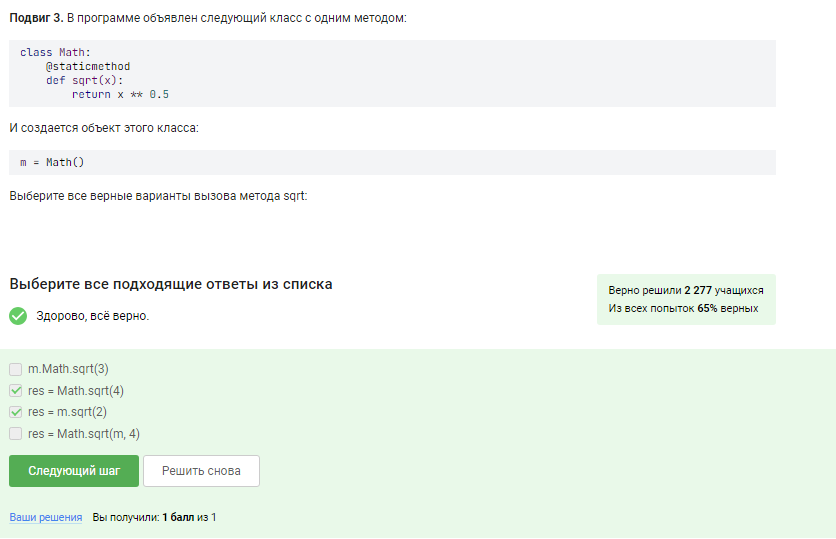 Подвиг 3. В программе объявлен следующий класс с одним методом:
class Math:
    @staticmethod
    def sqrt(x):
        return x ** 0.5
И создается объект этого класса:
m = Math()
Выберите все верные варианты вызова метода sqrt:
Выберите все подходящие ответы из списка
Здорово, всё верно.
Верно решили 2 277 учащихся
Из всех попыток 65% верных
m.Math.sqrt(3)
res = Math.sqrt(4)
res = m.sqrt(2)
res = Math.sqrt(m, 4)
Следующий шаг Решить снова
Ваши решения Вы получили: 1 балл из 1